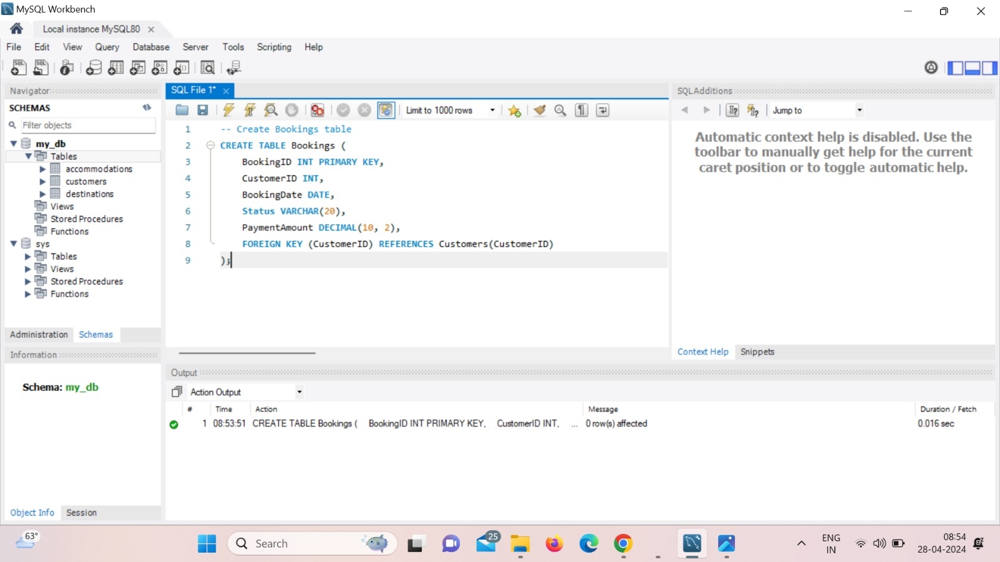 MySQL Workbench
Local instance MySQL80
File Edit View Query Database Server Tools Scripting Help
Navigator
SCHEMAS
Filter objects
my_db
Tables
accommodations
customers
destinations
Views
Stored Procedures
Functions
sys
Tables
Views
Stored Procedures
Functions
Administration Schemas
Information
Schema: my_db
Object Info Session
SQL File 1*
Limit to 1000 rows
1 -- Create Bookings table
2 CREATE TABLE Bookings (
3 BookingID INT PRIMARY KEY,
4 CustomerID INT,
5 BookingDate DATE,
6 Status VARCHAR(20),
7 PaymentAmount DECIMAL(10, 2),
8 FOREIGN KEY (CustomerID) REFERENCES Customers(CustomerID)
9 );
SQLAdditions
Jump to
Automatic context help is disabled. Use the
toolbar to manually get help for the current
caret position or to toggle automatic help.
Context Help Snippets
Output
Action Output
# Time Action Message Duration / Fetch
1 08:53:51 CREATE TABLE Bookings ( BookingID INT PRIMARY KEY, CustomerID INT, ... 0 row(s) affected 0.016 sec
63°
Search
25
ENG
IN
08:54
28-04-2024